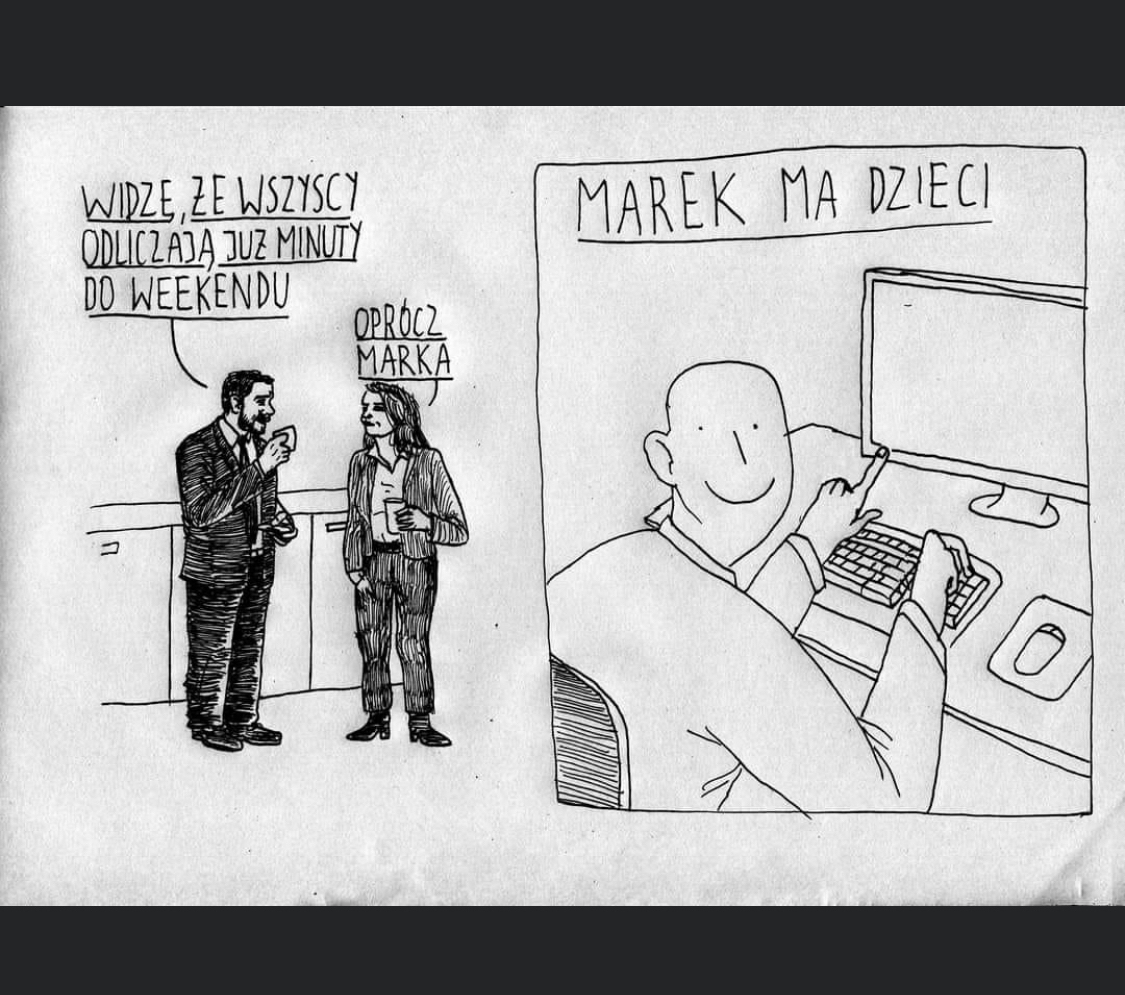 WIDZĘ, ŻE WSZYSCY
ODLICZAJĄ JUŻ MINUTY
DO WEEKENDU
OPRÓCZ
MARKA
MAREK MA DZIECI